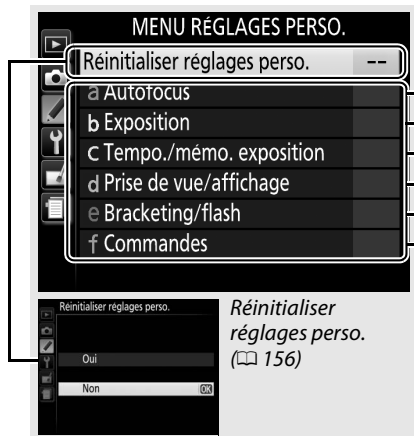 MENU RÉGLAGES PERSO.
Réinitialiser réglages perso. --
a Autofocus
b Exposition
c Tempo./mémo. exposition
d Prise de vue/affichage
e Bracketing/flash
f Commandes
Réinitialiser réglages perso.
Oui
Non OK
Réinitialiser
réglages perso.
(📖 156)